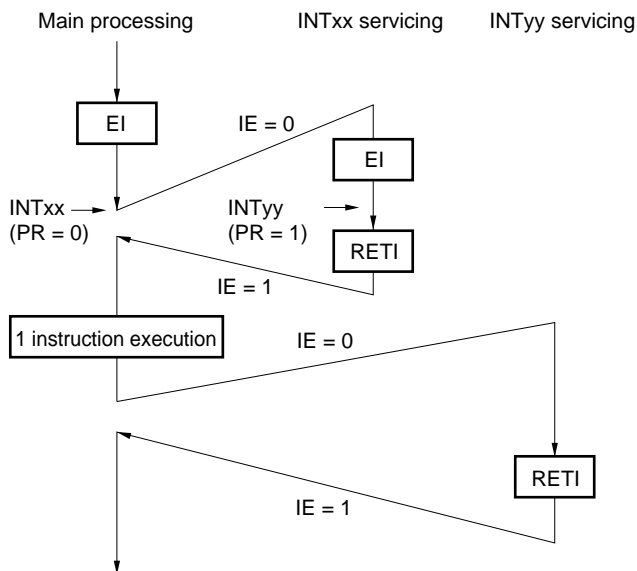 Main processing
INTxx servicing
INTyy servicing
EI
IE = 0
EI
INTxx
(PR = 0)
INTyy
(PR = 1)
RETI
IE = 1
1 instruction execution
IE = 0
RETI
IE = 1